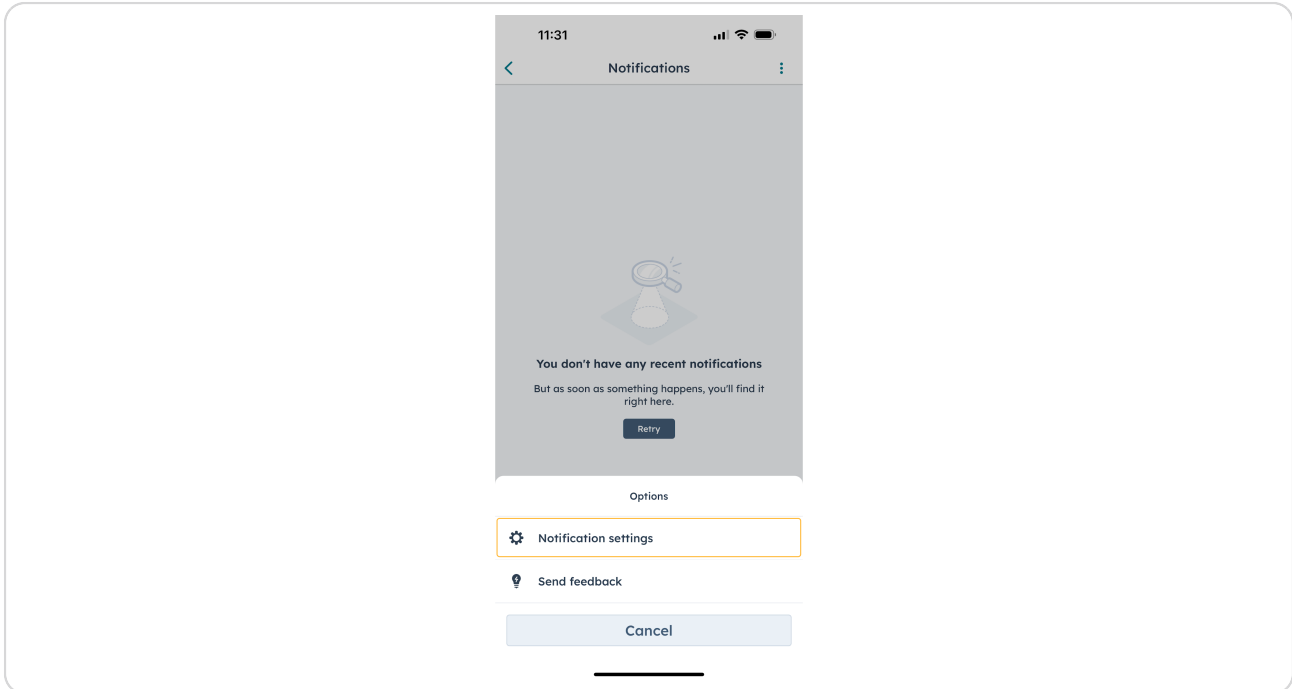 11:31
Notifications
You don't have any recent notifications
But as soon as something happens, you'll find it
right here.
Retry
Options
Notification settings
Send feedback
Cancel